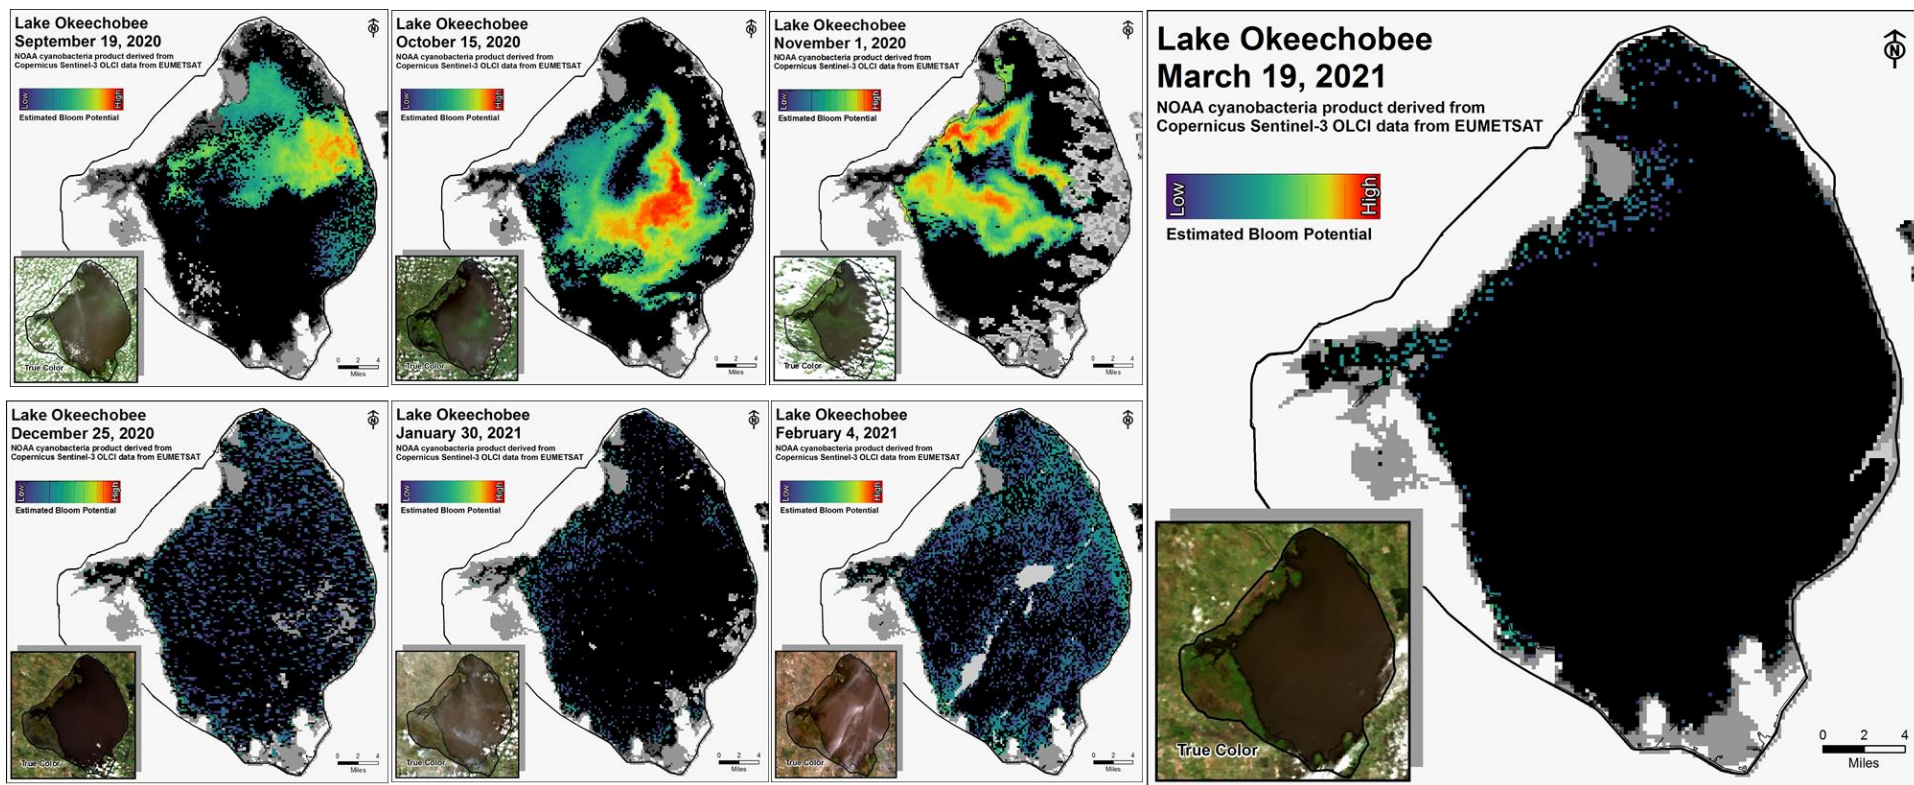 Lake Okeechobee
September 19, 2020
NOAA cyanobacteria product derived from
Copernicus Sentinel-3 OLCI data from EUMETSAT
Low
High
Estimated Bloom Potential
True Color
0 2 4
Miles
N
Lake Okeechobee
October 15, 2020
NOAA cyanobacteria product derived from
Copernicus Sentinel-3 OLCI data from EUMETSAT
Low
High
Estimated Bloom Potential
True Color
0 2 4
Miles
N
Lake Okeechobee
November 1, 2020
NOAA cyanobacteria product derived from
Copernicus Sentinel-3 OLCI data from EUMETSAT
Low
High
Estimated Bloom Potential
True Color
0 2 4
Miles
N
Lake Okeechobee
December 25, 2020
NOAA cyanobacteria product derived from
Copernicus Sentinel-3 OLCI data from EUMETSAT
Low
High
Estimated Bloom Potential
True Color
0 2 4
Miles
N
Lake Okeechobee
January 30, 2021
NOAA cyanobacteria product derived from
Copernicus Sentinel-3 OLCI data from EUMETSAT
Low
High
Estimated Bloom Potential
True Color
0 2 4
Miles
N
Lake Okeechobee
February 4, 2021
NOAA cyanobacteria product derived from
Copernicus Sentinel-3 OLCI data from EUMETSAT
Low
High
Estimated Bloom Potential
True Color
0 2 4
Miles
N
Lake Okeechobee
March 19, 2021
NOAA cyanobacteria product derived from
Copernicus Sentinel-3 OLCI data from EUMETSAT
Low
High
Estimated Bloom Potential
True Color
0 2 4
Miles
N